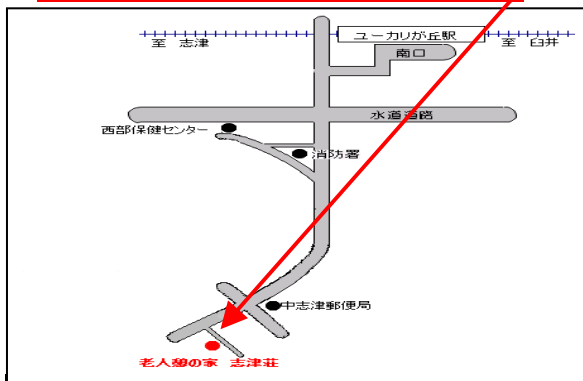 ユーカリが丘駅
至 志津
至 臼井
南口
水道道路
西部保健センター
消防署
中志津郵便局
老人憩の家 志津荘